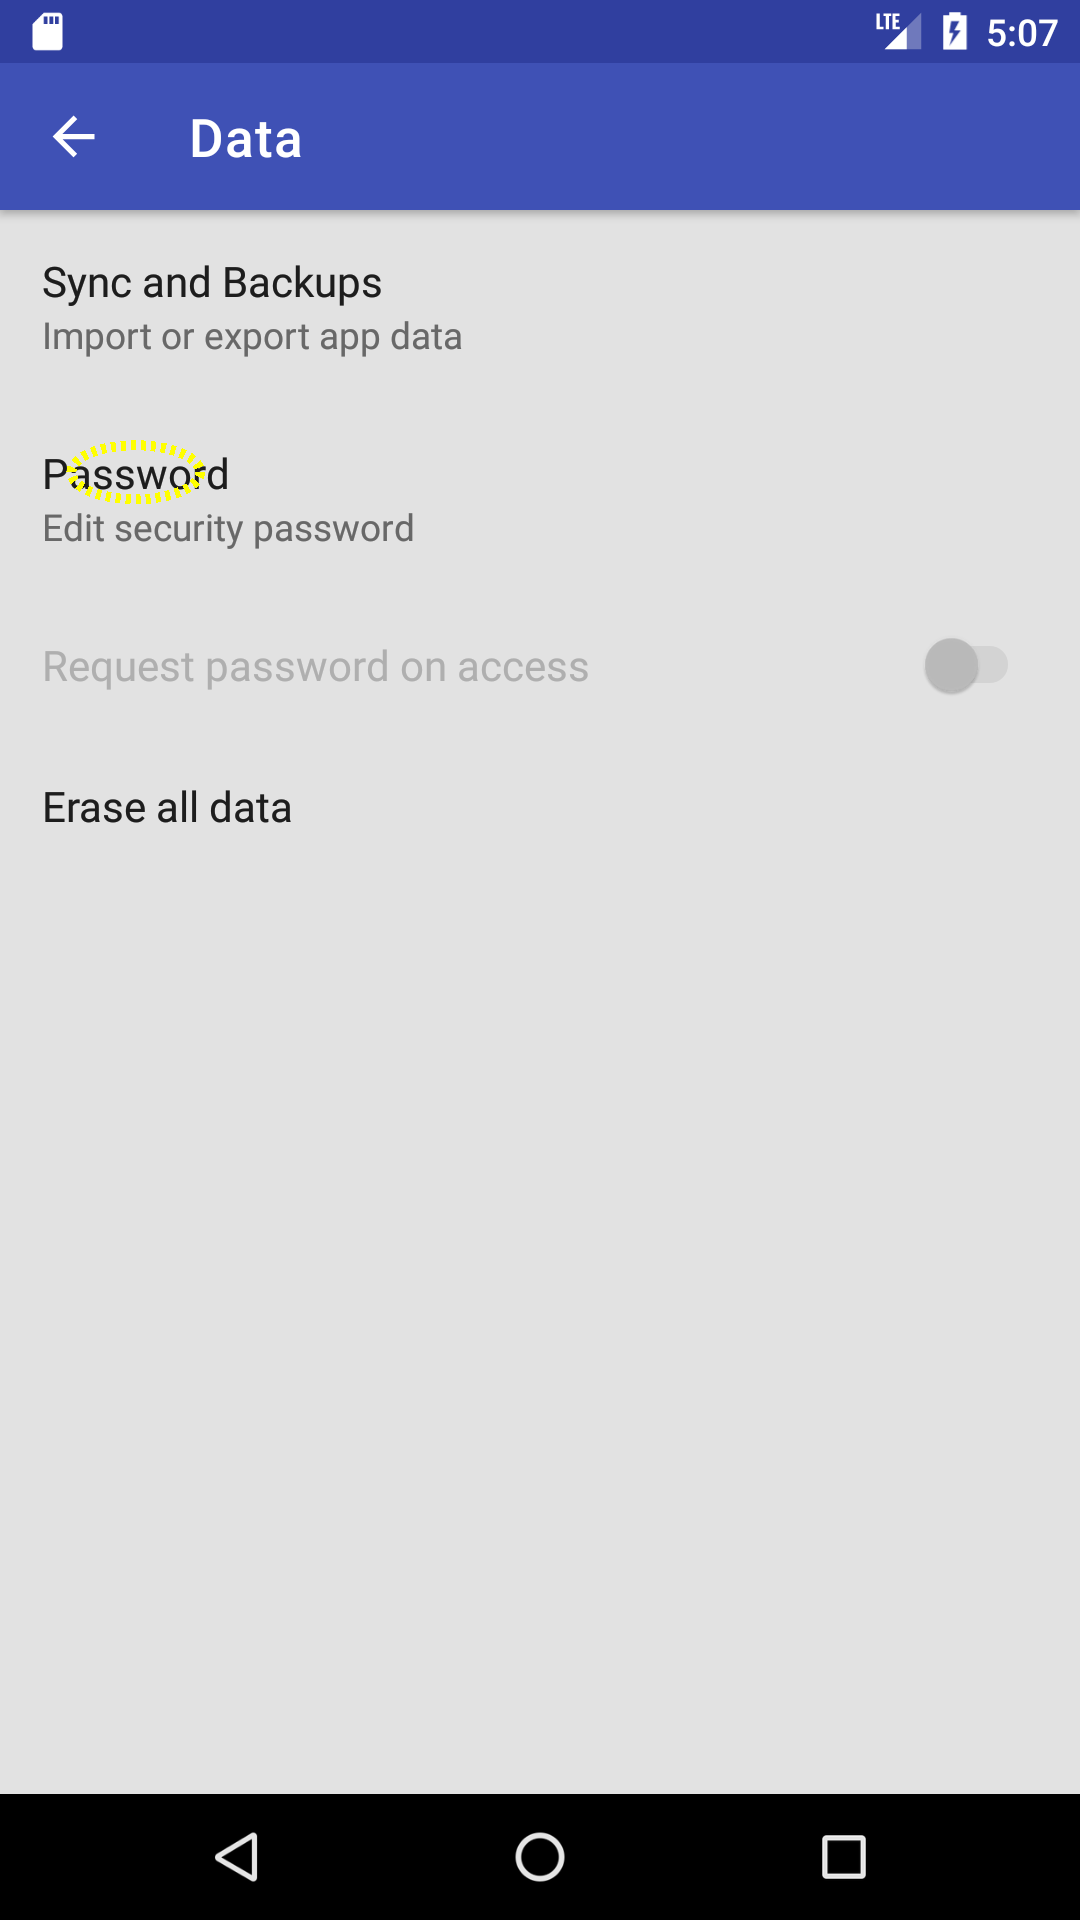 LTE 5:07
Data
Sync and Backups
Import or export app data
Password
Edit security password
Request password on access
Erase all data